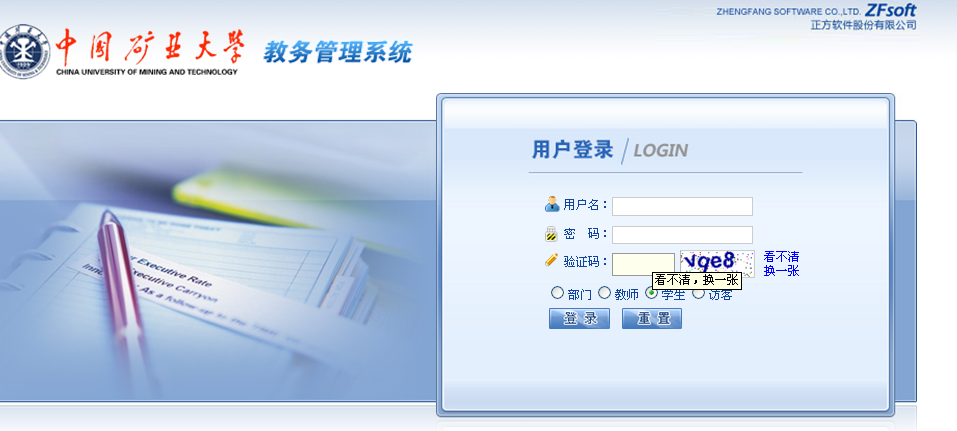 ZHENGFANG SOFTWARE CO.,LTD. ZFsoft
正方软件股份有限公司
中国矿业大学 教务管理系统
CHINA UNIVERSITY OF MINING AND TECHNOLOGY
用户登录 / LOGIN
用户名：
密 码：
验证码： vqe8 看不清
换一张
看不清，换一张
部门 教师 学生 访客
登 录 重 置
Executive Rate
Executive Carryon
As a follow-up to the